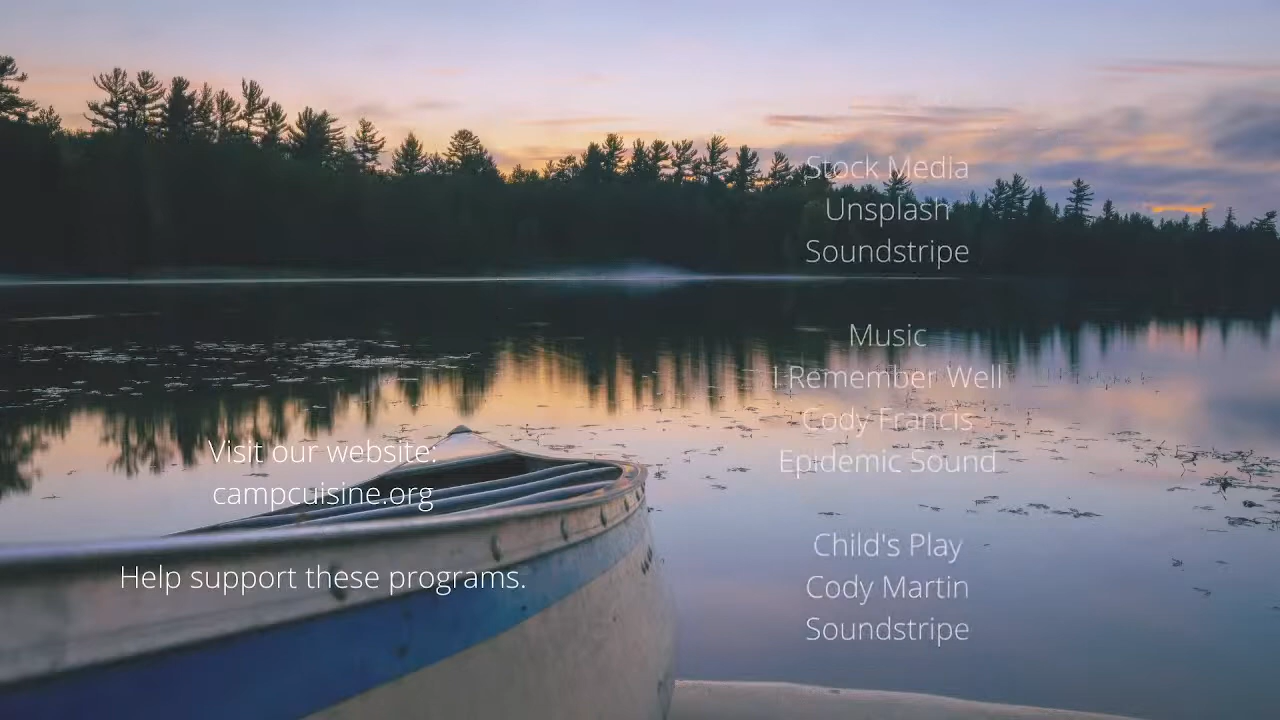 Visit our website:
campcuisine.org
Help support these programs.
Stock Media
Unsplash
Soundstripe
Music
I Remember Well
Cody Francis
Epidemic Sound
Child's Play
Cody Martin
Soundstripe